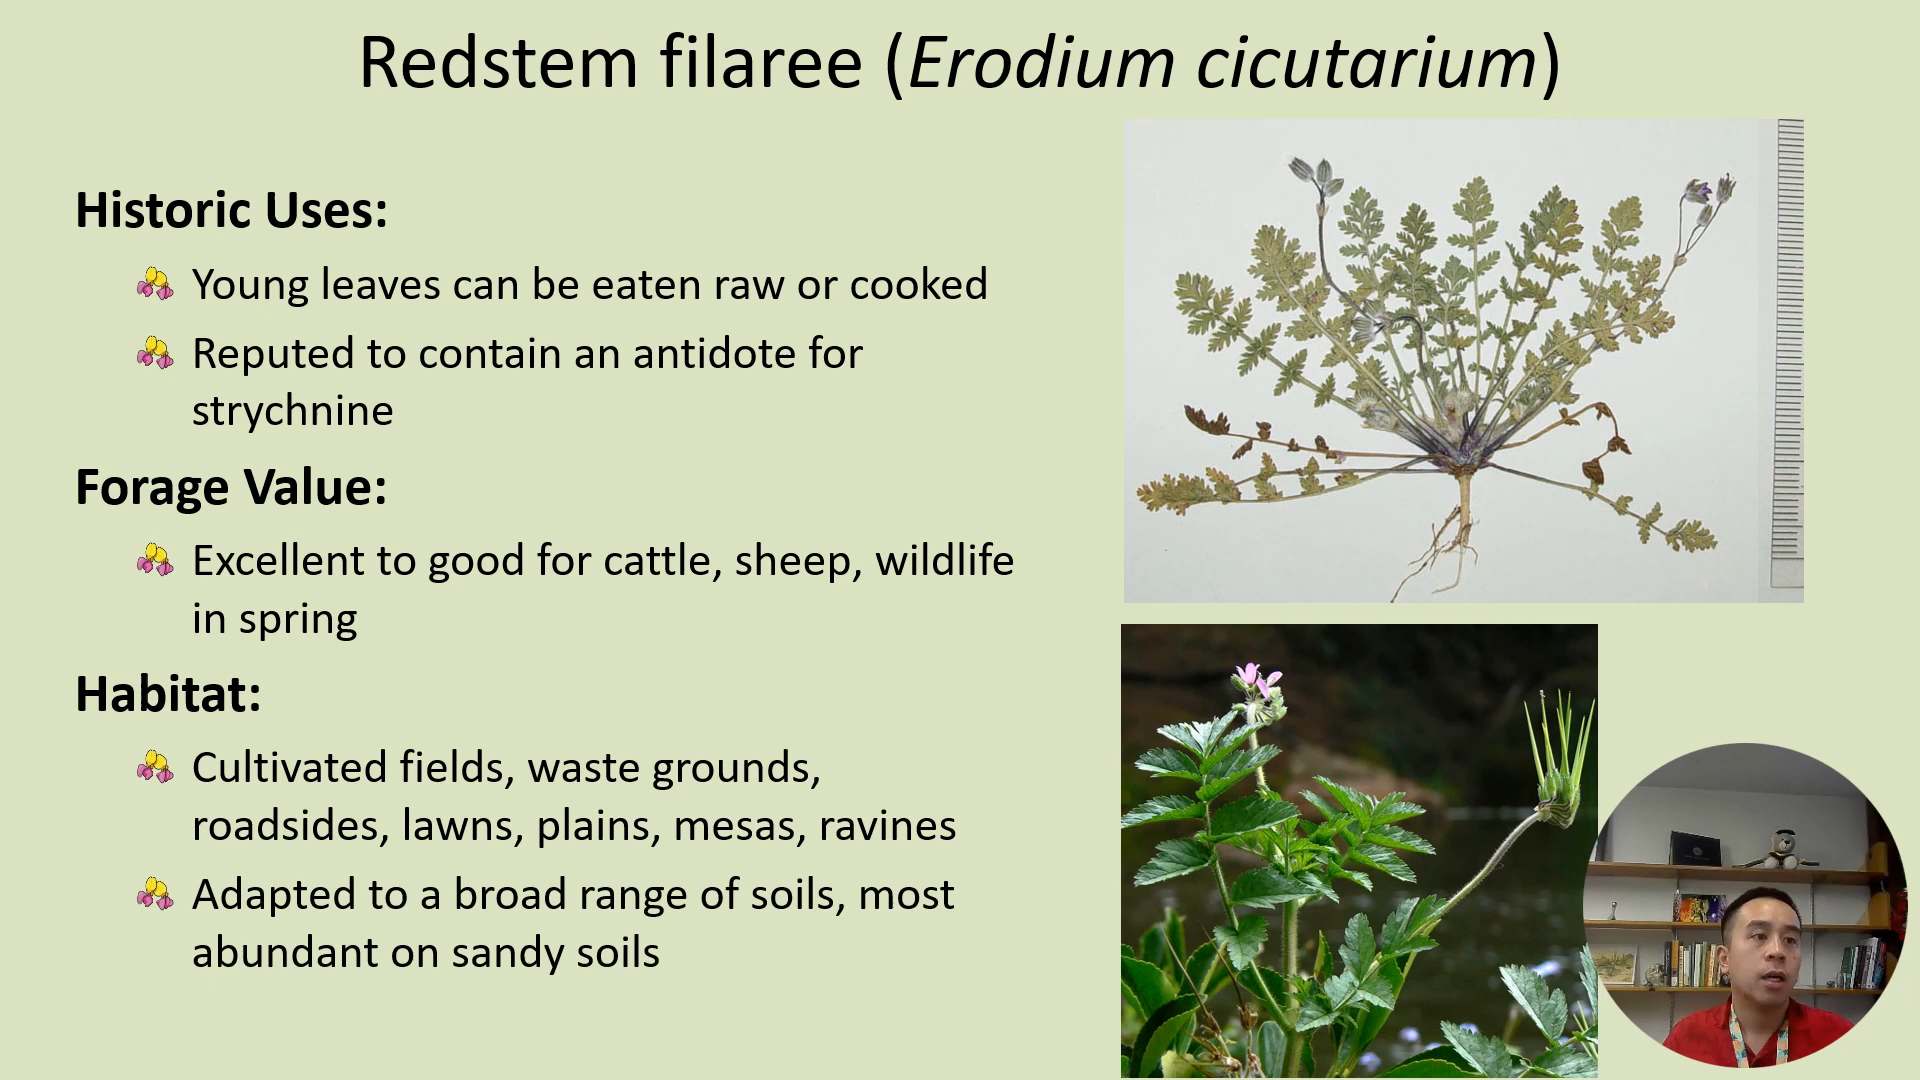 Redstem filaree (Erodium cicutarium)
Historic Uses:
Young leaves can be eaten raw or cooked
Reputed to contain an antidote for
strychnine
Forage Value:
Excellent to good for cattle, sheep, wildlife
in spring
Habitat:
Cultivated fields, waste grounds,
roadsides, lawns, plains, mesas, ravines
Adapted to a broad range of soils, most
abundant on sandy soils